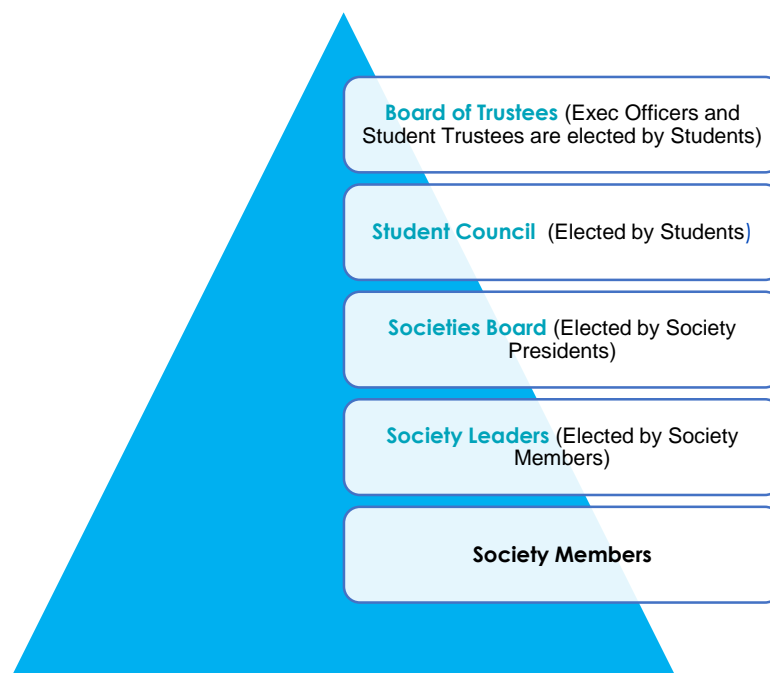 Board of Trustees (Exec Officers and
Student Trustees are elected by Students)
Student Council  (Elected by Students)
Societies Board (Elected by Society
Presidents)
Society Leaders (Elected by Society
Members)
Society Members